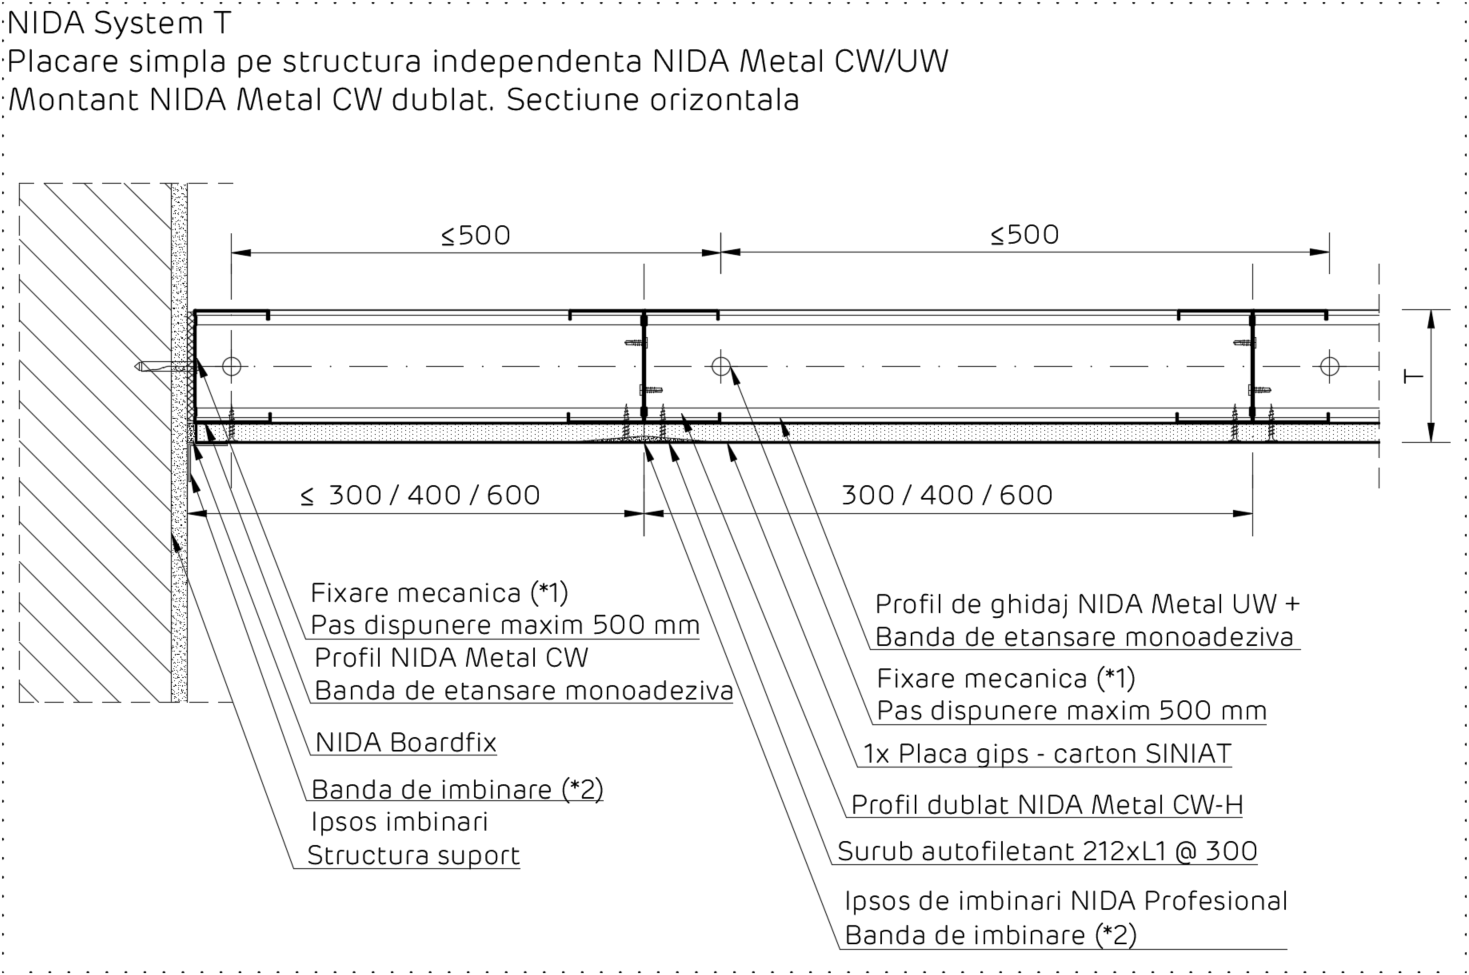 NIDA System T
Placare simpla pe structura independenta NIDA Metal CW/UW
Montant NIDA Metal CW dublat. Sectiune orizontala
≤500
≤500
T
≤ 300 / 400 / 600
300 / 400 / 600
Fixare mecanica (*1)
Pas dispunere maxim 500 mm
Profil NIDA Metal CW
Banda de etansare monoadeziva
NIDA Boardfix
Banda de imbinare (*2)
Ipsos imbinari
Structura suport
Profil de ghidaj NIDA Metal UW +
Banda de etansare monoadeziva
Fixare mecanica (*1)
Pas dispunere maxim 500 mm
1x Placa gips - carton SINIAT
Profil dublat NIDA Metal CW-H
Surub autofiletant 212xL1 @ 300
Ipsos de imbinari NIDA Profesional
Banda de imbinare (*2)